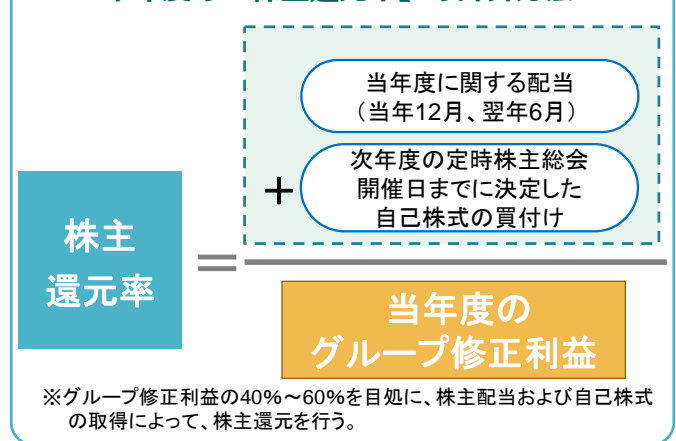 当年度に関する配当
(当年12月、翌年6月)
+
次年度の定時株主総会
開催日までに決定した
自己株式の買付け
株主
還元率
=
当年度の
グループ修正利益
※グループ修正利益の40%~60%を目処に、株主配当および自己株式
の取得によって、株主還元を行う。